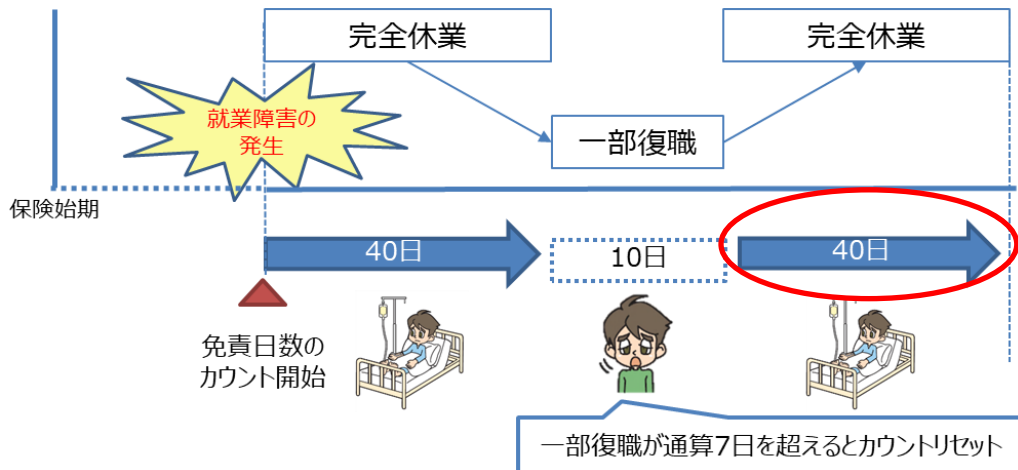 完全休業
完全休業
就業障害の
発生
一部復職
保険始期
40日
10日
40日
免責日数の
カウント開始
一部復職が通算7日を超えるとカウントリセット